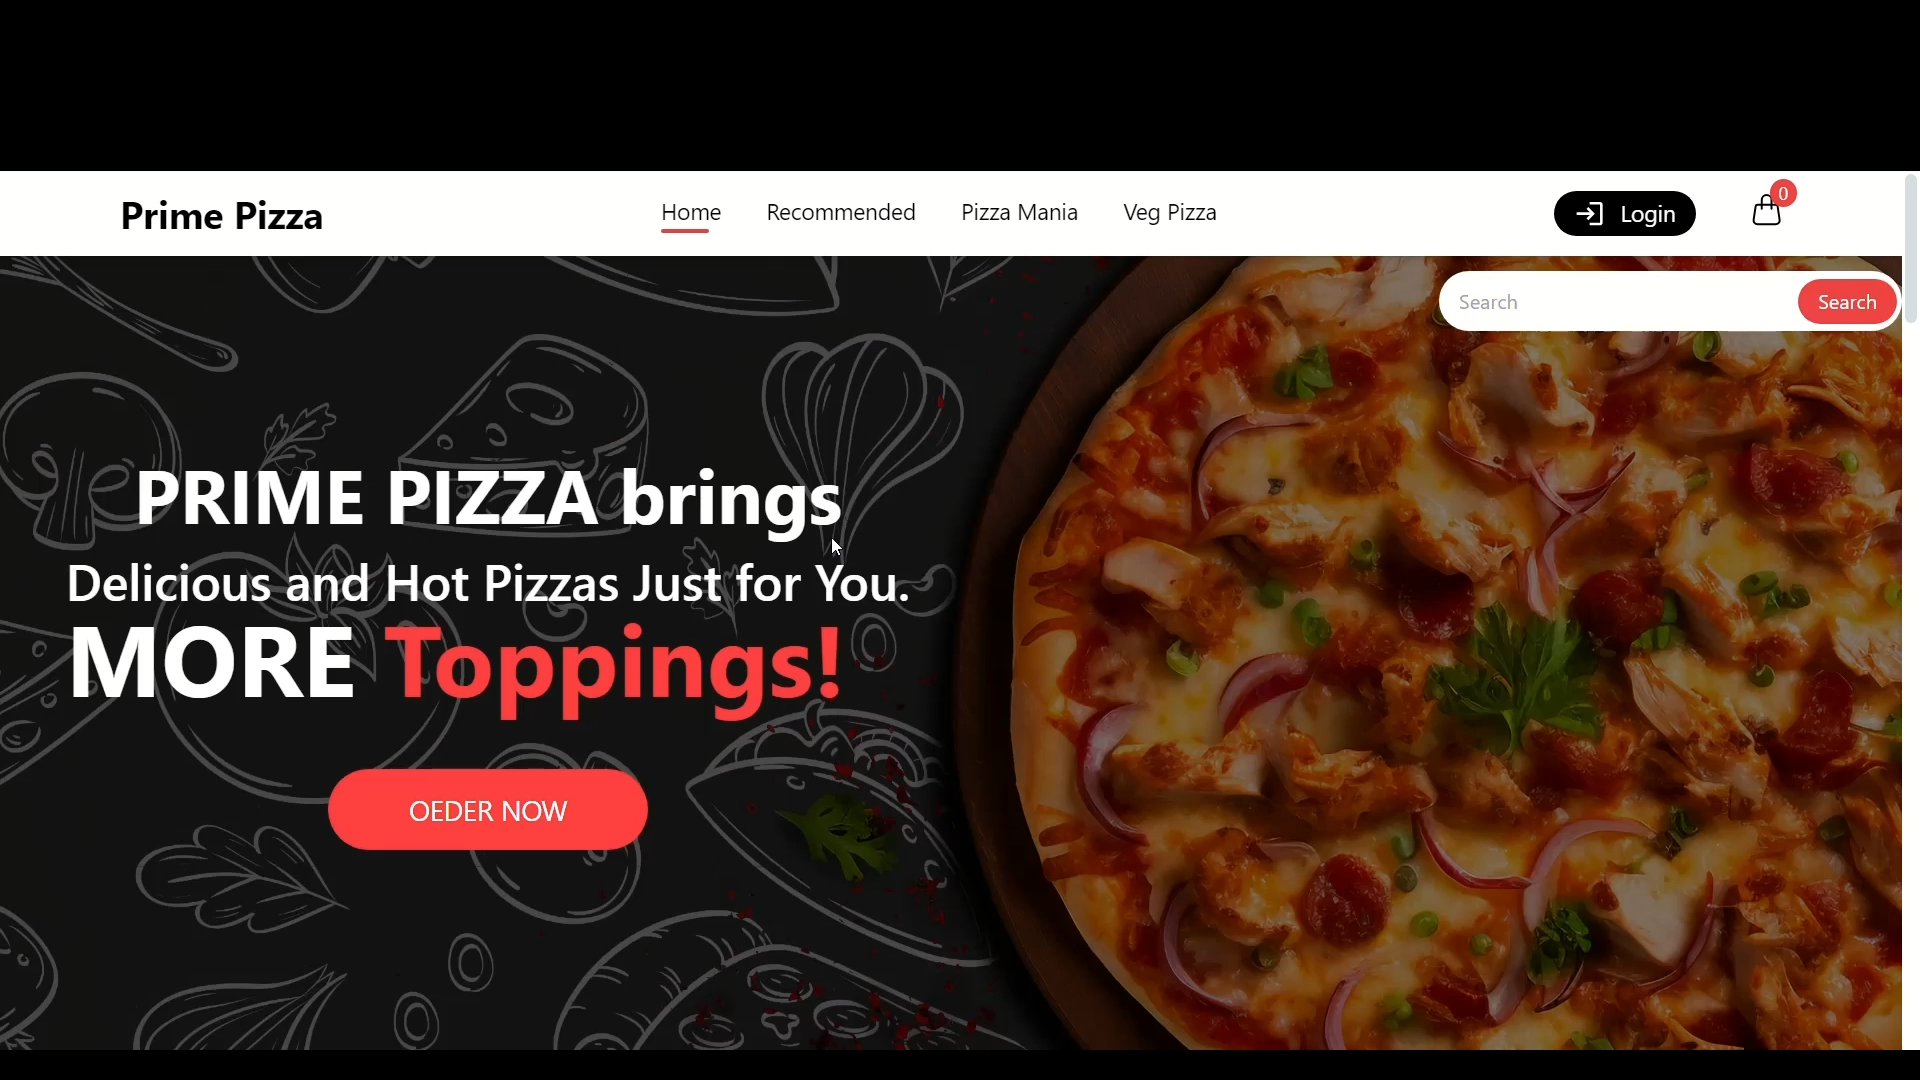 Prime Pizza
Home Recommended Pizza Mania Veg Pizza
Login
0
Search Search
PRIME PIZZA brings
Delicious and Hot Pizzas Just for You.
MORE Toppings!
OEDER NOW